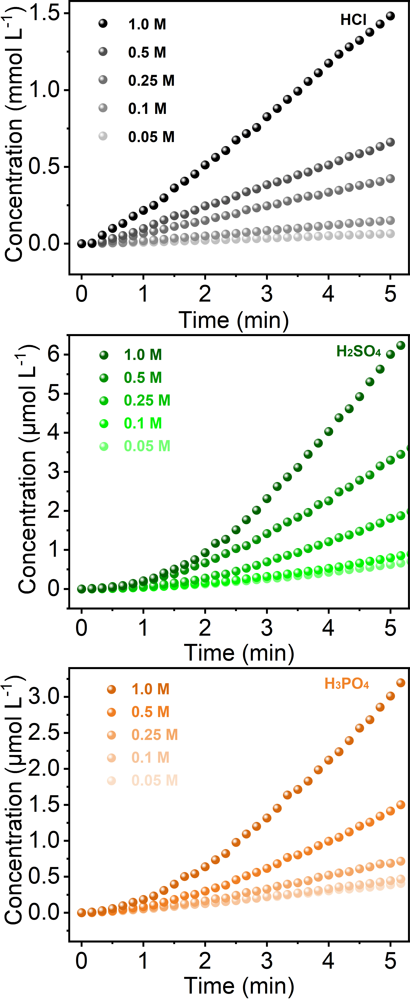 HCl
1.0 M
0.5 M
0.25 M
0.1 M
0.05 M
Concentration (mmol L⁻¹)
1.5
1.0
0.5
0.0
0 1 2 3 4 5
Time (min)
H₂SO₄
1.0 M
0.5 M
0.25 M
0.1 M
0.05 M
Concentration (μmol L⁻¹)
6
5
4
3
2
1
0
0 1 2 3 4 5
Time (min)
H₃PO₄
1.0 M
0.5 M
0.25 M
0.1 M
0.05 M
Concentration (μmol L⁻¹)
3.0
2.5
2.0
1.5
1.0
0.5
0.0
0 1 2 3 4 5
Time (min)